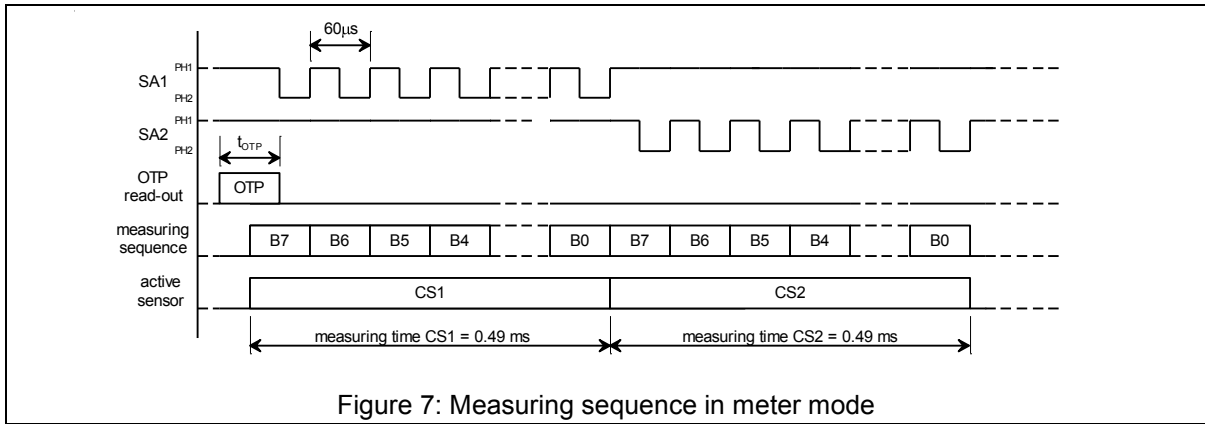 60µs
PH1
SA1
PH2
PH1
SA2
PH2
tOTP
OTP
read-out
OTP
measuring
sequence
B7 B6 B5 B4 B0 B7 B6 B5 B4 B0
active
sensor
CS1 CS2
measuring time CS1 = 0.49 ms measuring time CS2 = 0.49 ms
Figure 7: Measuring sequence in meter mode